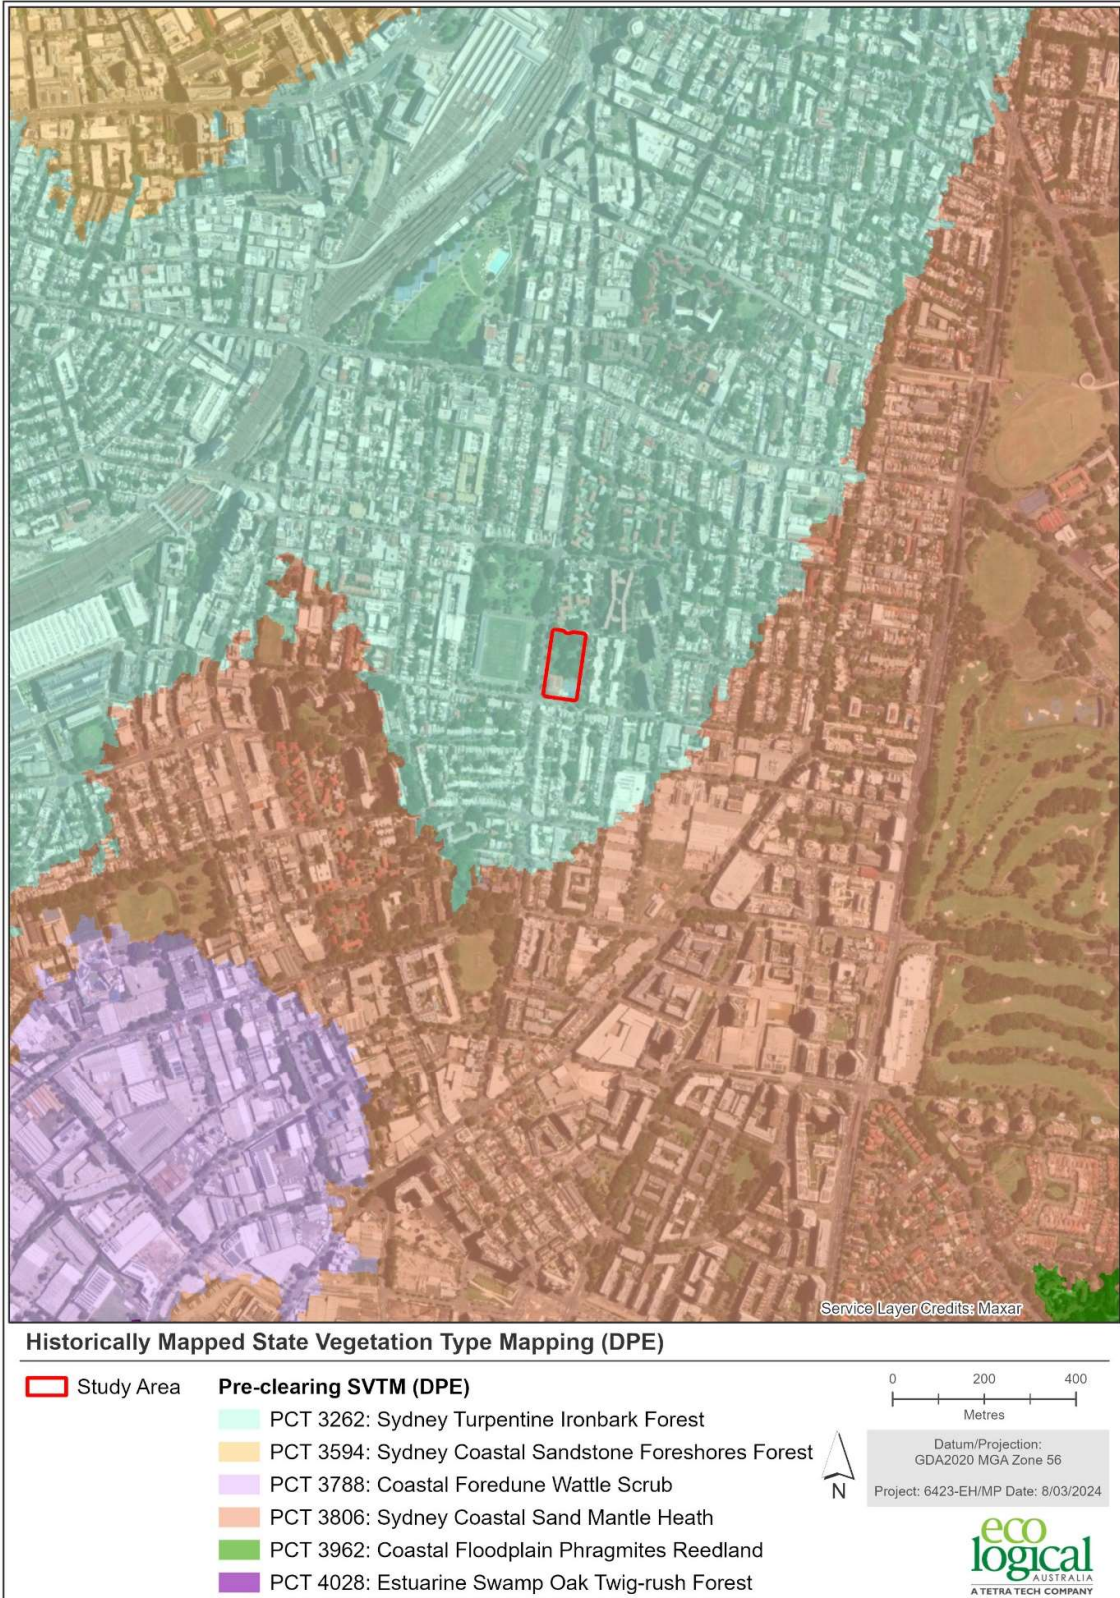 Service Layer Credits: Maxar
Historically Mapped State Vegetation Type Mapping (DPE)
Study Area
Pre-clearing SVTM (DPE)
PCT 3262: Sydney Turpentine Ironbark Forest
PCT 3594: Sydney Coastal Sandstone Foreshores Forest
PCT 3788: Coastal Foredune Wattle Scrub
PCT 3806: Sydney Coastal Sand Mantle Heath
PCT 3962: Coastal Floodplain Phragmites Reedland
PCT 4028: Estuarine Swamp Oak Twig-rush Forest
0 200 400
Metres
N
Datum/Projection:
GDA2020 MGA Zone 56
Project: 6423-EH/MP Date: 8/03/2024
eco
logical
AUSTRALIA
A TETRA TECH COMPANY